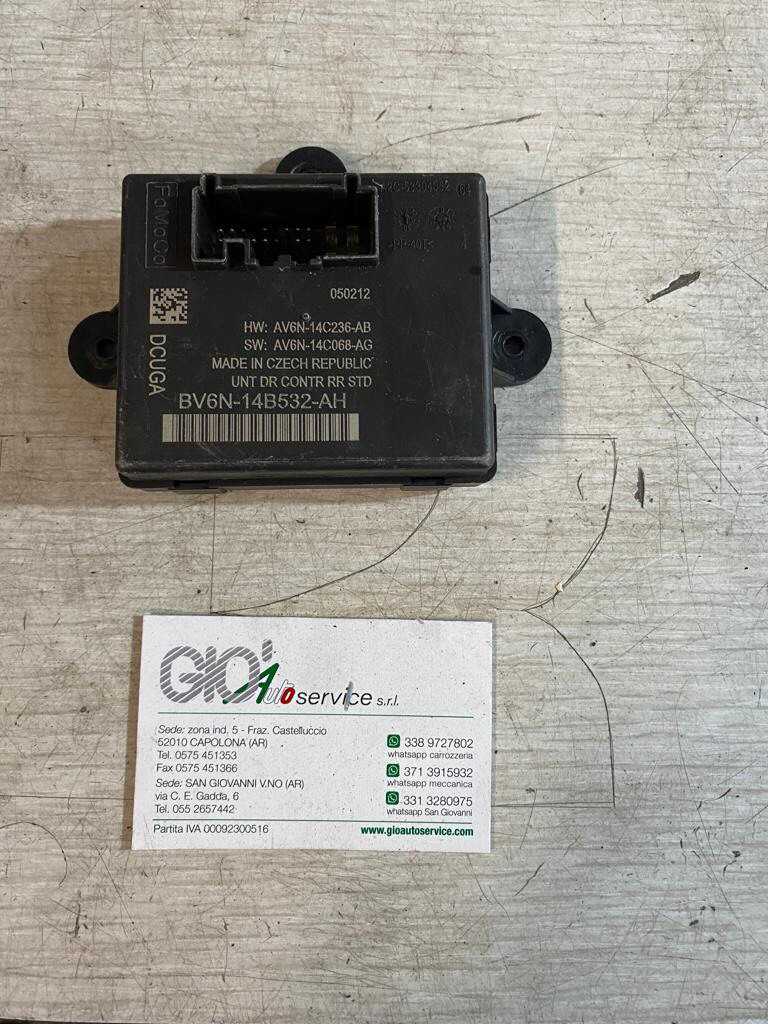 FoMoCo
050212
HW: AV6N-14C236-AB
SW: AV6N-14C068-AG
MADE IN CZECH REPUBLIC
UNT DR CONTR RR STD
DCUGA
BV6N-14B532-AH
GIO' Autoservice s.r.l.
Sede: zona ind. 5 - Fraz. Castelluccio
52010 CAPOLONA (AR)
Tel. 0575 451353
Fax 0575 451366
Sede: SAN GIOVANNI V.NO (AR)
via C. E. Gadda, 6
Tel. 055 2657442
Partita IVA 00092300516
338 9727802
whatsapp carrozzeria
371 3915932
whatsapp meccanica
331 3280975
whatsapp San Giovanni
www.gioautoservice.com